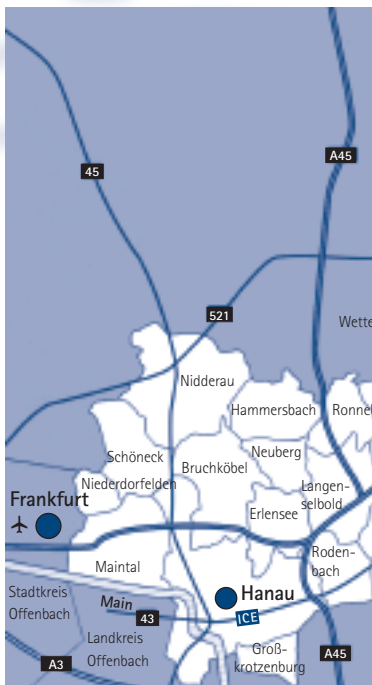 45
A45
521
Wette
Nidderau
Hammersbach
Ronne
Schöneck
Neuberg
Bruchköbel
Niederdorfelden
Langen-
selbold
Frankfurt
Erlensee
Maintal
Roden-
bach
Stadtkreis
Offenbach
Hanau
Main
43
ICE
Landkreis
Offenbach
Groß-
krotzenburg
A3
A45